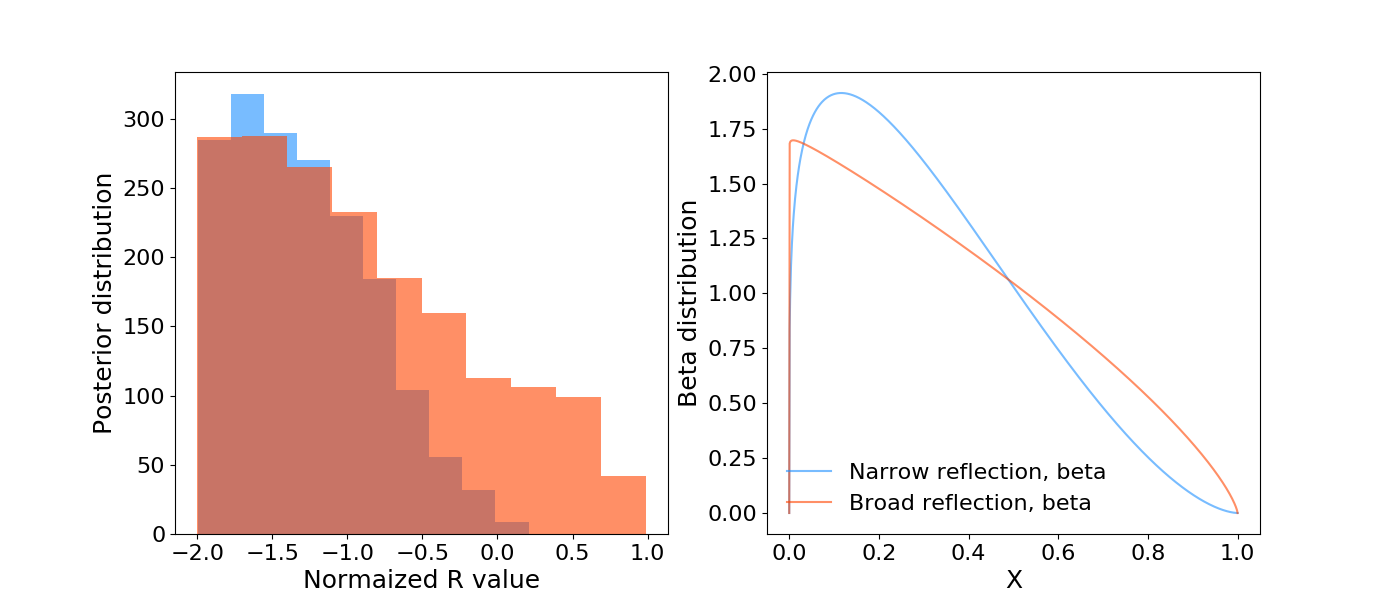 300
250
200
150
100
50
0
Posterior distribution
−2.0 −1.5 −1.0 −0.5 0.0 0.5 1.0
Normaized R value
2.00
1.75
1.50
1.25
1.00
0.75
0.50
0.25
0.00
Beta distribution
Narrow reflection, beta
Broad reflection, beta
0.0 0.2 0.4 0.6 0.8 1.0
X